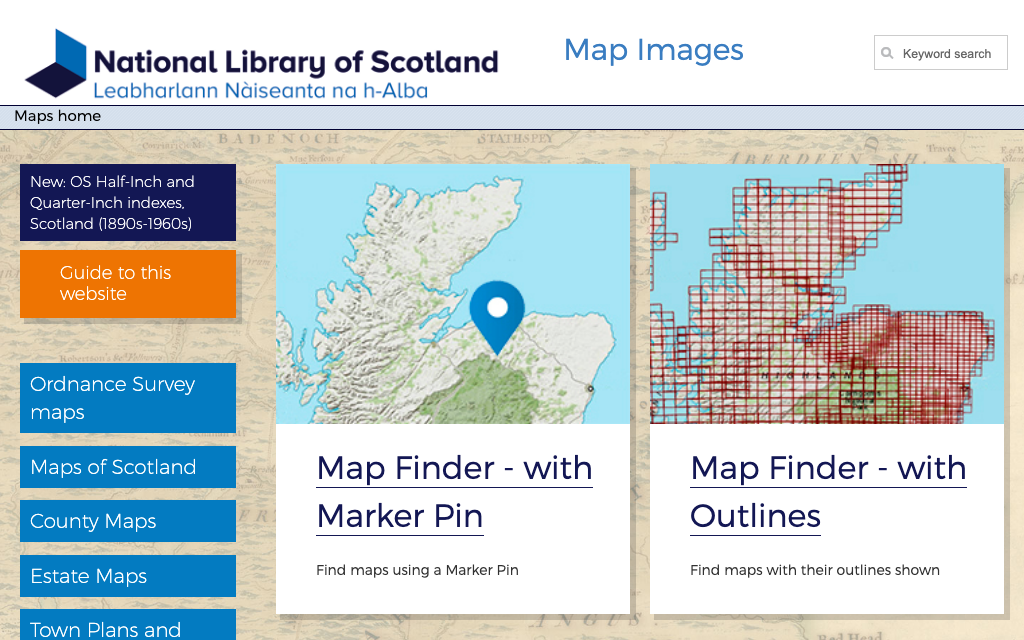 National Library of Scotland
Leabharlann Nàiseanta na h-Alba
Map Images
Keyword search
Maps home
BADENOCH
STATHSPEY
ABERDEEN SH.
New: OS Half-Inch and
Quarter-Inch indexes,
Scotland (1890s-1960s)
Guide to this
website
Ordnance Survey
maps
Maps of Scotland
County Maps
Estate Maps
Town Plans and
HIGHLANDS
Map Finder - with
Marker Pin
Find maps using a Marker Pin
Map Finder - with
Outlines
Find maps with their outlines shown
ANGUS
Red Head